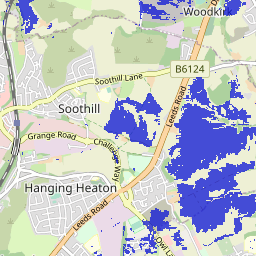 Woodkirk
Soothill Lane
B6124
Soothill
Leeds Road
Grange Road
Challenge Way
Hanging Heaton
Leeds Road